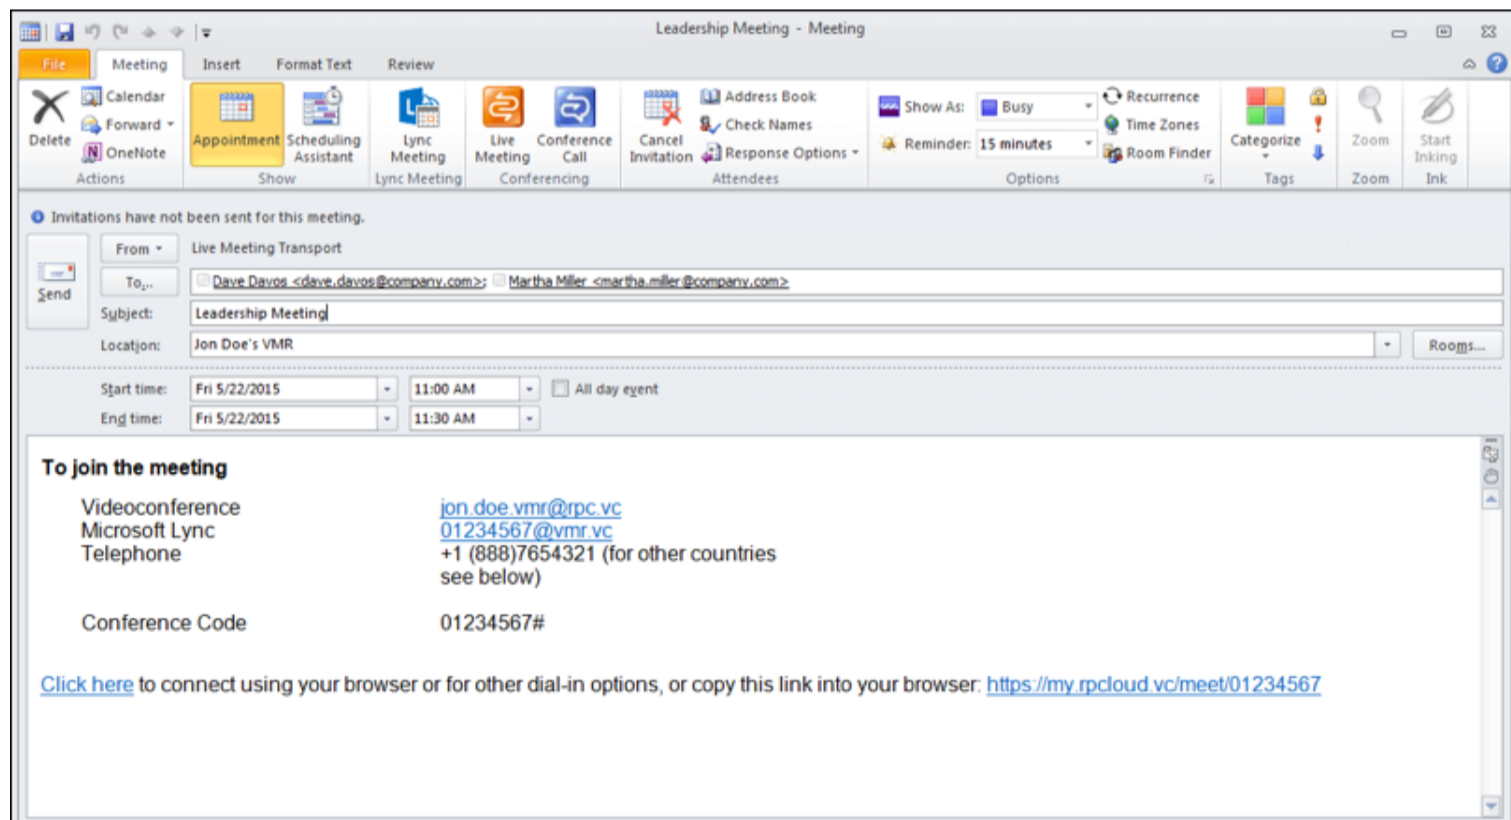 Leadership Meeting - Meeting
File Meeting Insert Format Text Review
Delete
Calendar
Forward
OneNote
Actions
Appointment
Scheduling Assistant
Show
Lync Meeting
Lync Meeting
Live Meeting
Conference Call
Conferencing
Cancel Invitation
Address Book
Check Names
Response Options
Attendees
Show As: Busy
Reminder: 15 minutes
Recurrence
Time Zones
Room Finder
Options
Categorize
Tags
Zoom
Zoom
Start Inking
Ink
Invitations have not been sent for this meeting.
Send
From Live Meeting Transport
To... Dave Davos <dave.davos@company.com>; Martha Miller <martha.miller@company.com>
Subject: Leadership Meeting
Location: Jon Doe's VMR Rooms...
Start time: Fri 5/22/2015 11:00 AM All day event
End time: Fri 5/22/2015 11:30 AM
To join the meeting
Videoconference jon.doe.vmr@rpc.vc
Microsoft Lync 01234567@vmr.vc
Telephone +1 (888)7654321 (for other countries
see below)
Conference Code 01234567#
Click here to connect using your browser or for other dial-in options, or copy this link into your browser: https://my.rpcloud.vc/meet/01234567